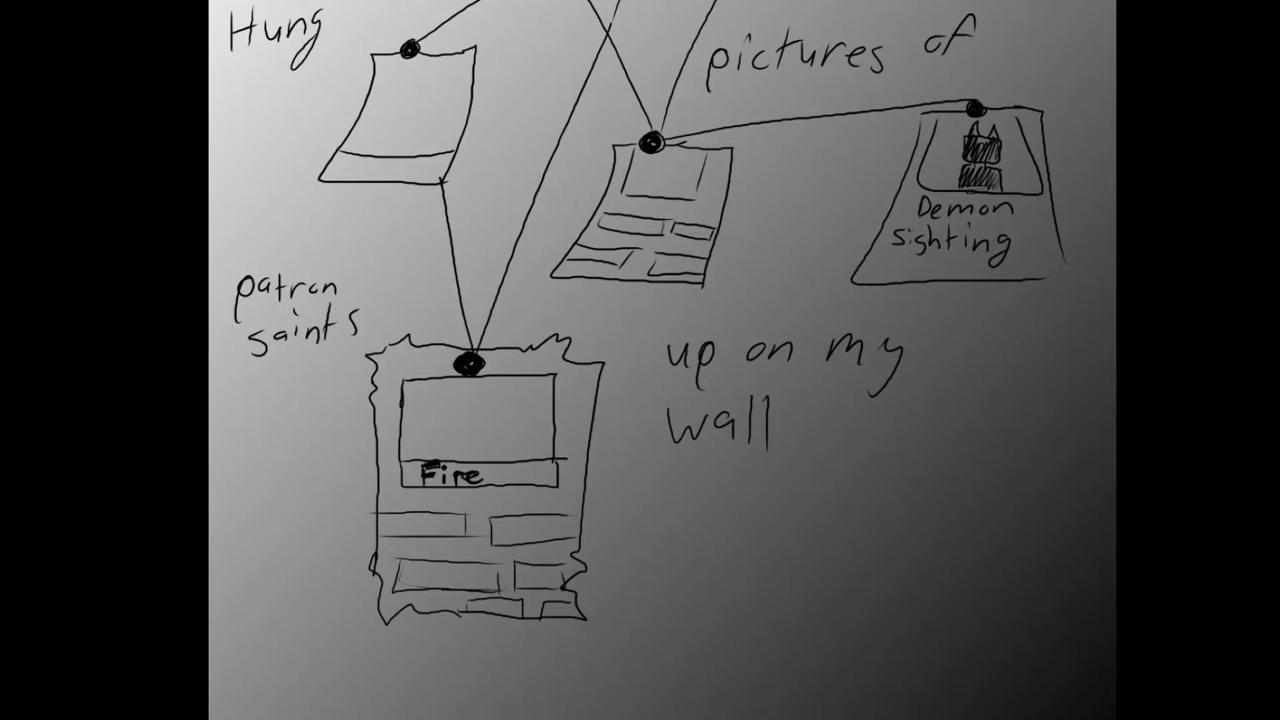 Hung
pictures of
Demon
sighting
patron
saints
up on my
wall
Fire